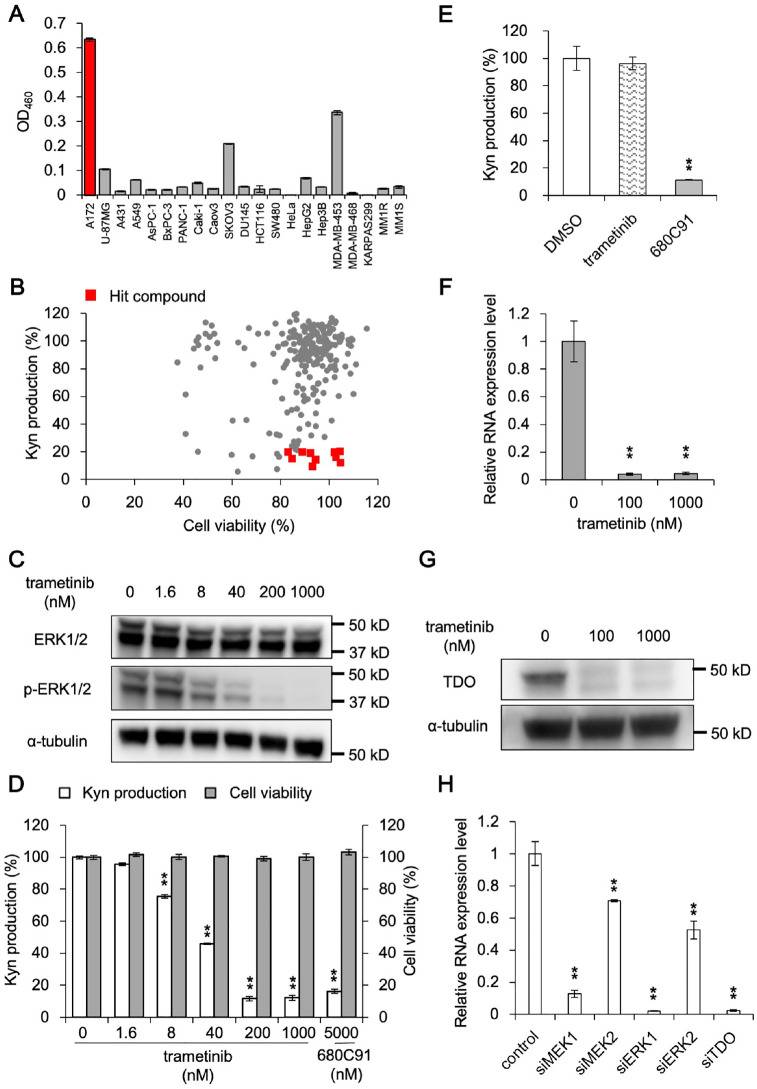 A
OD460
0.7
0.6
0.5
0.4
0.3
0.2
0.1
0
A172
U-87MG
A431
A549
AsPC-1
BxPC-3
PANC-1
Caki-1
Caov3
SKOV3
DU145
HCT116
SW480
HeLa
HepG2
Hep3B
MDA-MB-453
MDA-MB-468
KARPAS299
MM1R
MM1S
B
Hit compound
Kyn production (%)
120
100
80
60
40
20
0
0 20 40 60 80 100 120
Cell viability (%)
C
trametinib
(nM)
0 1.6 8 40 200 1000
ERK1/2
50 kD
37 kD
p-ERK1/2
50 kD
37 kD
α-tubulin
50 kD
D
Kyn production Cell viability
Kyn production (%)
120
100
80
60
40
20
0
**
**
**
**
**
120
100
80
60
40
20
0
Cell viability (%)
0 1.6 8 40 200 1000 5000
trametinib
(nM)
680C91
(nM)
E
Kyn production (%)
120
100
80
60
40
20
0
**
DMSO
trametinib
680C91
F
Relative RNA expression level
1.4
1.2
1
0.8
0.6
0.4
0.2
0
**
**
0 100 1000
trametinib (nM)
G
trametinib
(nM)
0 100 1000
TDO
50 kD
α-tubulin
50 kD
H
Relative RNA expression level
1.2
1
0.8
0.6
0.4
0.2
0
**
**
**
**
**
control
siMEK1
siMEK2
siERK1
siERK2
siTDO